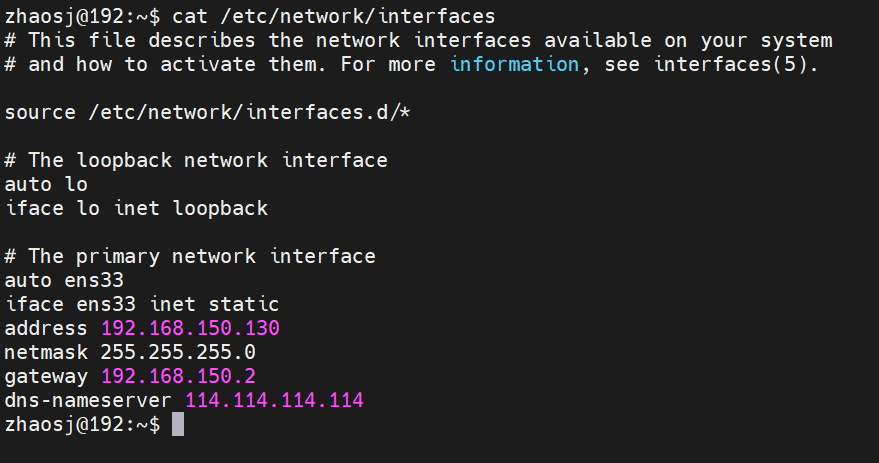 zhaosj@192:~$ cat /etc/network/interfaces
# This file describes the network interfaces available on your system
# and how to activate them. For more information, see interfaces(5).
source /etc/network/interfaces.d/*
# The loopback network interface
auto lo
iface lo inet loopback
# The primary network interface
auto ens33
iface ens33 inet static
address 192.168.150.130
netmask 255.255.255.0
gateway 192.168.150.2
dns-nameserver 114.114.114.114
zhaosj@192:~$